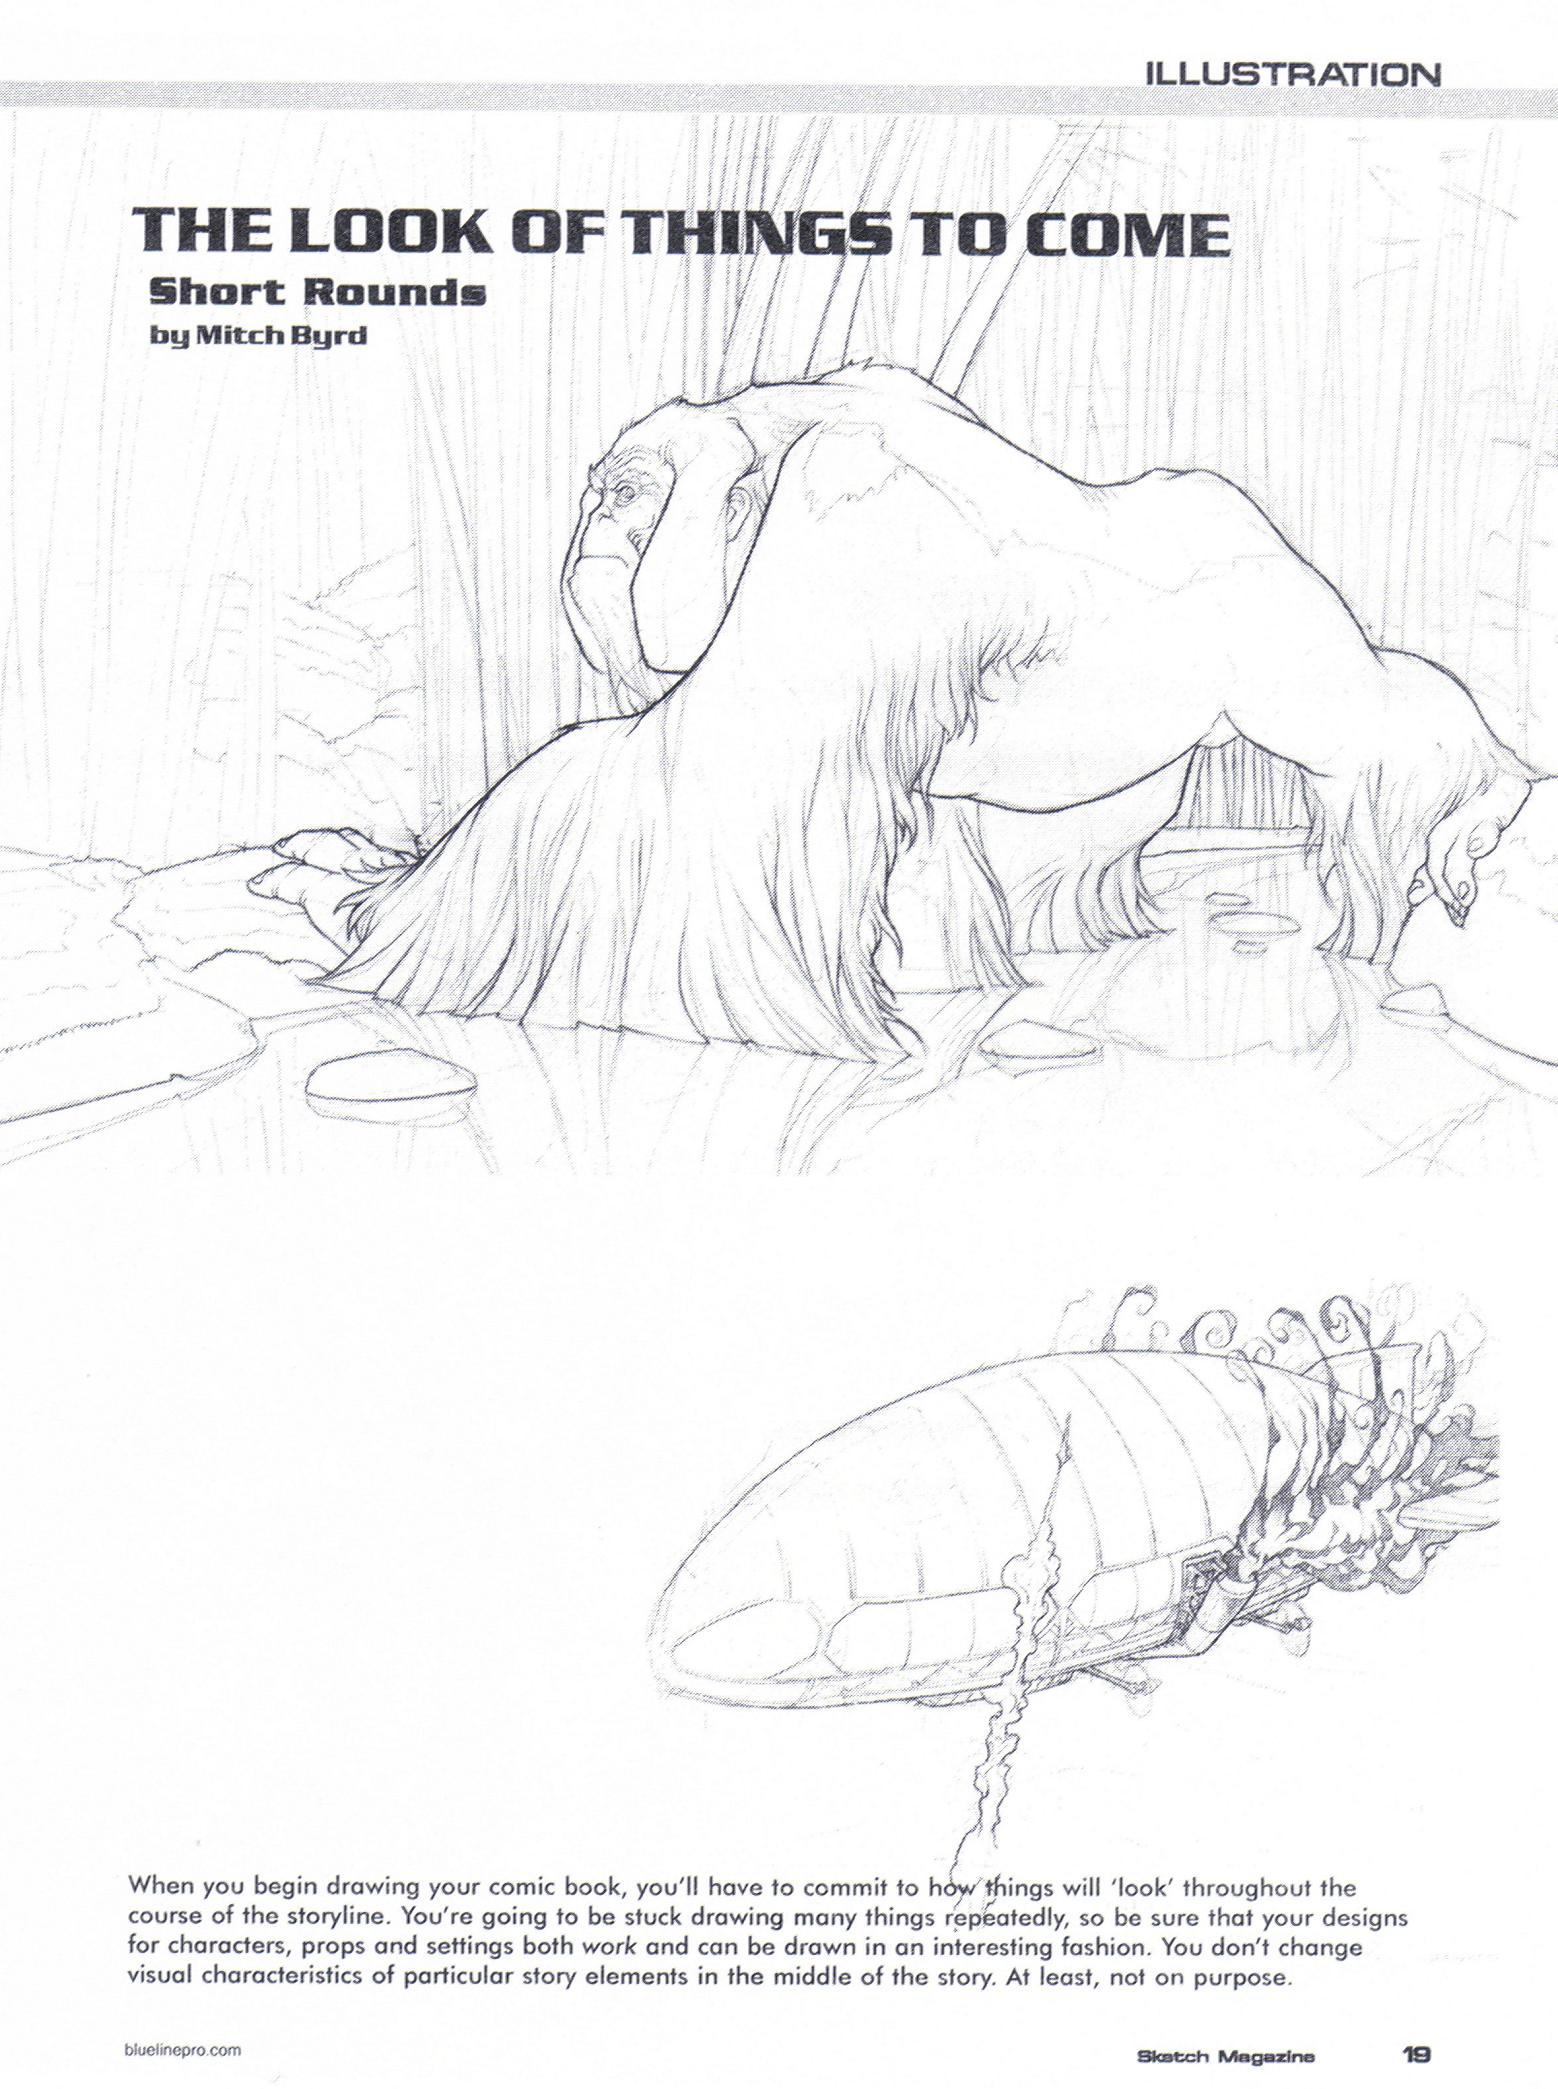 ILLUSTRATION
THE LOOK OF THINGS TO COME
Short Rounds
by Mitch Byrd
When you begin drawing your comic book, you'll have to commit to how things will 'look' throughout the
course of the storyline. You're going to be stuck drawing many things repeatedly, so be sure that your designs
for characters, props and settings both work and can be drawn in an interesting fashion. You don't change
visual characteristics of particular story elements in the middle of the story. At least, not on purpose.
bluelinepro.com
Sketch Magazine 19